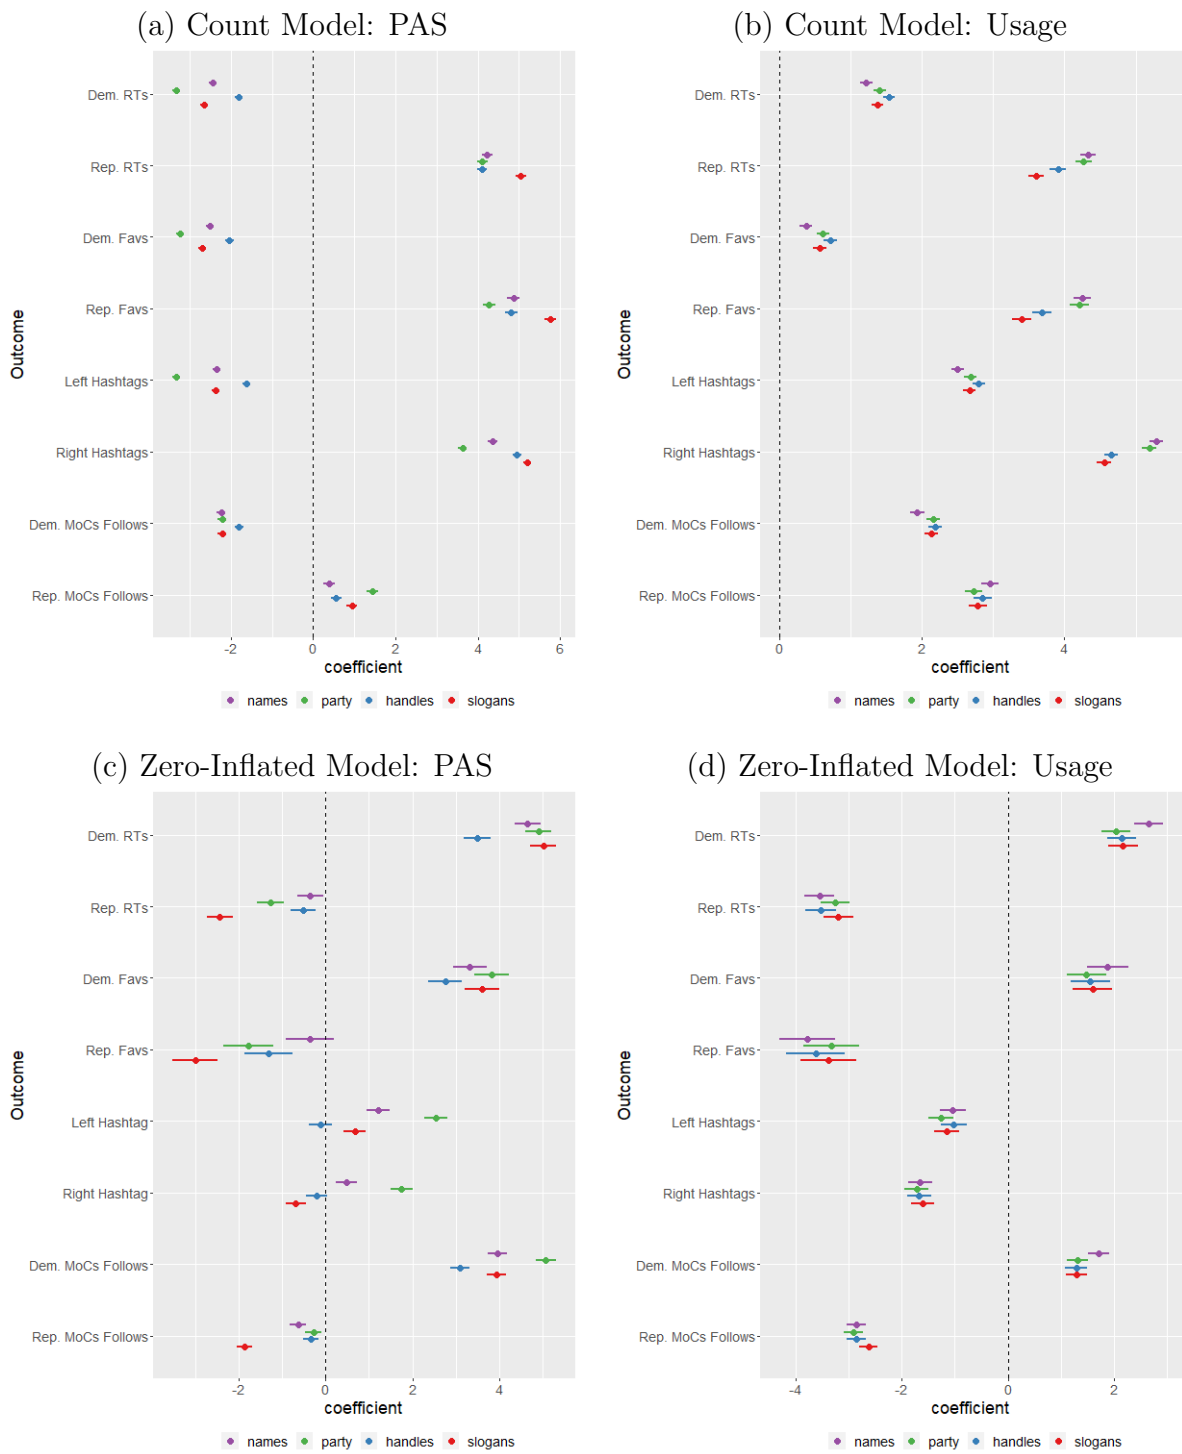 (a) Count Model: PAS
Outcome
Dem. RTs
Rep. RTs
Dem. Favs
Rep. Favs
Left Hashtags
Right Hashtags
Dem. MoCs Follows
Rep. MoCs Follows
-2 0 2 4 6
coefficient
names party handles slogans
(b) Count Model: Usage
Outcome
Dem. RTs
Rep. RTs
Dem. Favs
Rep. Favs
Left Hashtags
Right Hashtags
Dem. MoCs Follows
Rep. MoCs Follows
0 2 4
coefficient
names party handles slogans
(c) Zero-Inflated Model: PAS
Outcome
Dem. RTs
Rep. RTs
Dem. Favs
Rep. Favs
Left Hashtag
Right Hashtag
Dem. MoCs Follows
Rep. MoCs Follows
-2 0 2 4
coefficient
names party handles slogans
(d) Zero-Inflated Model: Usage
Outcome
Dem. RTs
Rep. RTs
Dem. Favs
Rep. Favs
Left Hashtags
Right Hashtags
Dem. MoCs Follows
Rep. MoCs Follows
-4 -2 0 2
coefficient
names party handles slogans